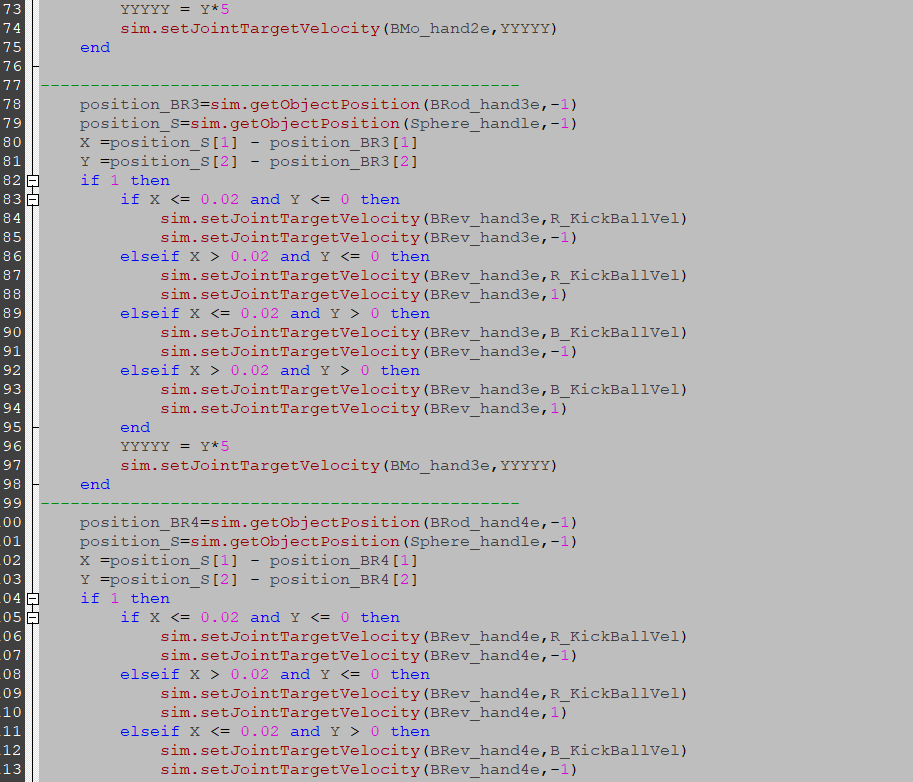 73 YYYYY = Y*5
74 sim.setJointTargetVelocity(BMo_hand2e,YYYYY)
75 end
76
77 ------------------------------------------------
78 position_BR3=sim.getObjectPosition(BRod_hand3e,-1)
79 position_S=sim.getObjectPosition(Sphere_handle,-1)
80 X =position_S[1] - position_BR3[1]
81 Y =position_S[2] - position_BR3[2]
82 if 1 then
83 if X <= 0.02 and Y <= 0 then
84 sim.setJointTargetVelocity(BRev_hand3e,R_KickBallVel)
85 sim.setJointTargetVelocity(BRev_hand3e,-1)
86 elseif X > 0.02 and Y <= 0 then
87 sim.setJointTargetVelocity(BRev_hand3e,R_KickBallVel)
88 sim.setJointTargetVelocity(BRev_hand3e,1)
89 elseif X <= 0.02 and Y > 0 then
90 sim.setJointTargetVelocity(BRev_hand3e,B_KickBallVel)
91 sim.setJointTargetVelocity(BRev_hand3e,-1)
92 elseif X > 0.02 and Y > 0 then
93 sim.setJointTargetVelocity(BRev_hand3e,B_KickBallVel)
94 sim.setJointTargetVelocity(BRev_hand3e,1)
95 end
96 YYYYY = Y*5
97 sim.setJointTargetVelocity(BMo_hand3e,YYYYY)
98 end
99 ------------------------------------------------
00 position_BR4=sim.getObjectPosition(BRod_hand4e,-1)
01 position_S=sim.getObjectPosition(Sphere_handle,-1)
02 X =position_S[1] - position_BR4[1]
03 Y =position_S[2] - position_BR4[2]
04 if 1 then
05 if X <= 0.02 and Y <= 0 then
06 sim.setJointTargetVelocity(BRev_hand4e,R_KickBallVel)
07 sim.setJointTargetVelocity(BRev_hand4e,-1)
08 elseif X > 0.02 and Y <= 0 then
09 sim.setJointTargetVelocity(BRev_hand4e,R_KickBallVel)
10 sim.setJointTargetVelocity(BRev_hand4e,1)
11 elseif X <= 0.02 and Y > 0 then
12 sim.setJointTargetVelocity(BRev_hand4e,B_KickBallVel)
13 sim.setJointTargetVelocity(BRev_hand4e,-1)